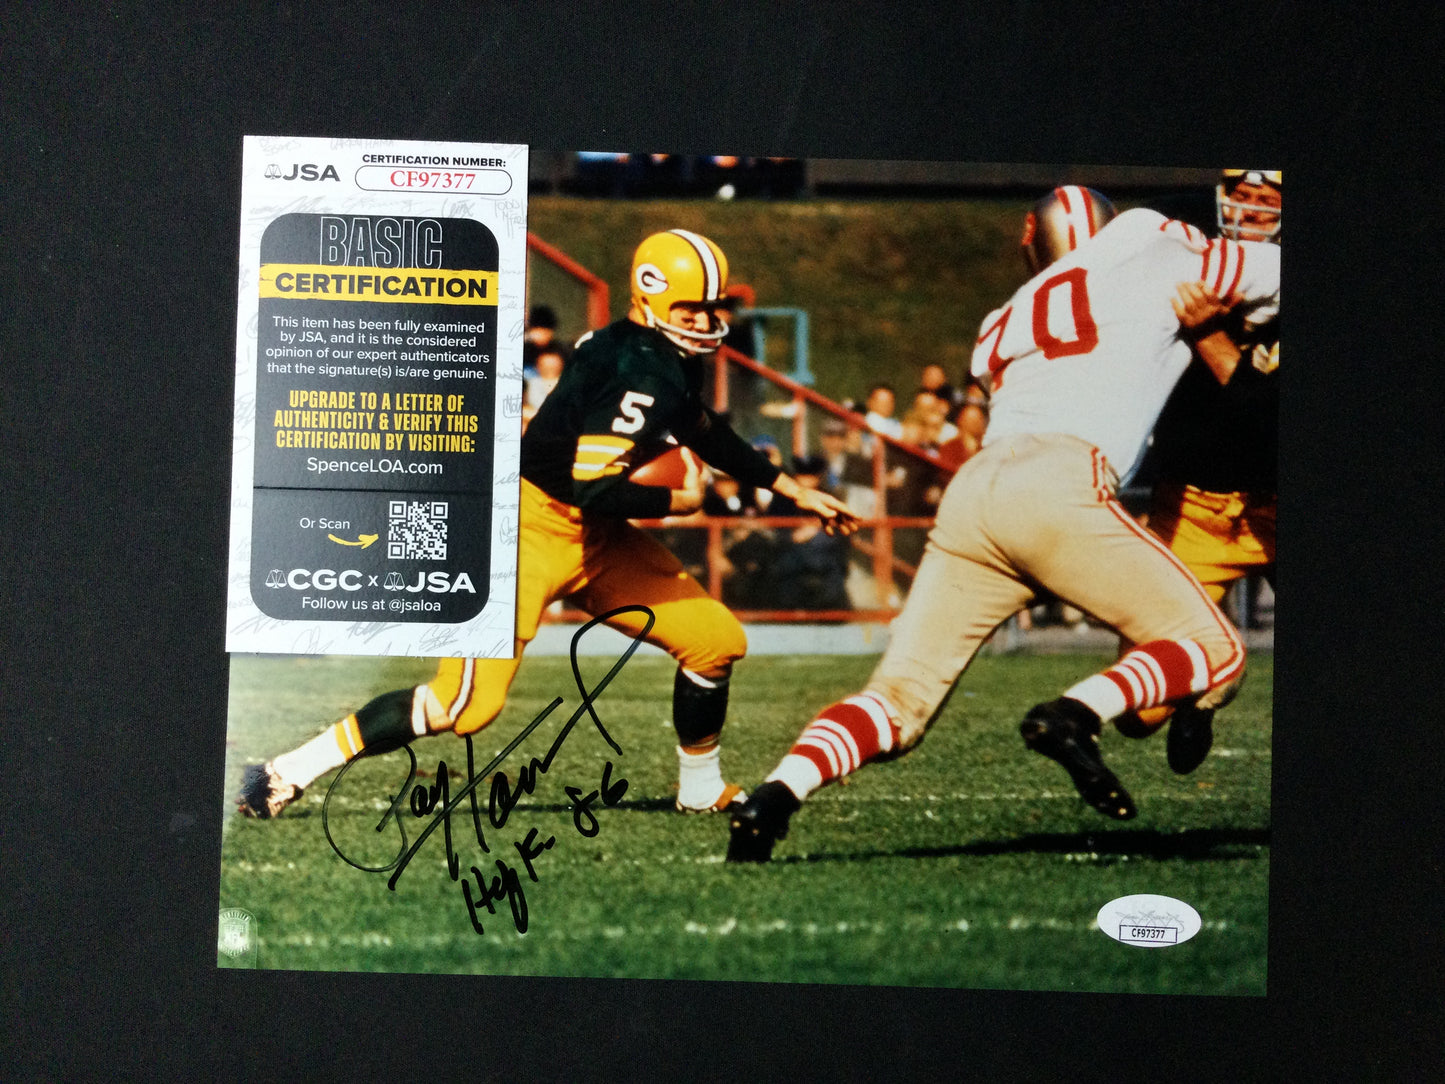 JSA
CERTIFICATION NUMBER:
CF97377
BASIC
CERTIFICATION
This item has been fully examined
by JSA, and it is the considered
opinion of our expert authenticators
that the signature(s) is/are genuine.
UPGRADE TO A LETTER OF
AUTHENTICITY & VERIFY THIS
CERTIFICATION BY VISITING:
SpenceLOA.com
Or Scan
CGC x JSA
Follow us at @jsaloa
G
5
70
Paul Hornung
CF97377